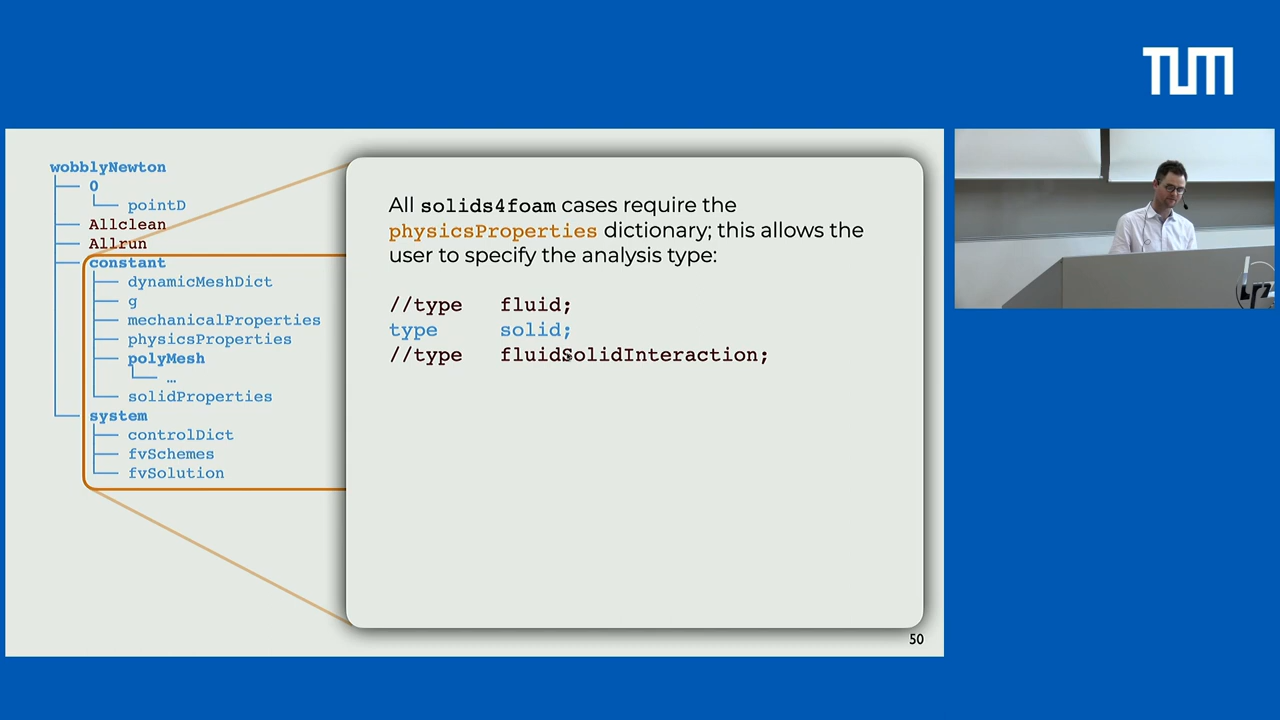 TUM
wobblyNewton
0
pointD
Allclean
Allrun
constant
dynamicMeshDict
g
mechanicalProperties
physicsProperties
polyMesh
…
solidProperties
system
controlDict
fvSchemes
fvSolution
All solids4foam cases require the
physicsProperties dictionary; this allows the
user to specify the analysis type:
//type fluid;
type solid;
//type fluidSolidInteraction;
50
lrz